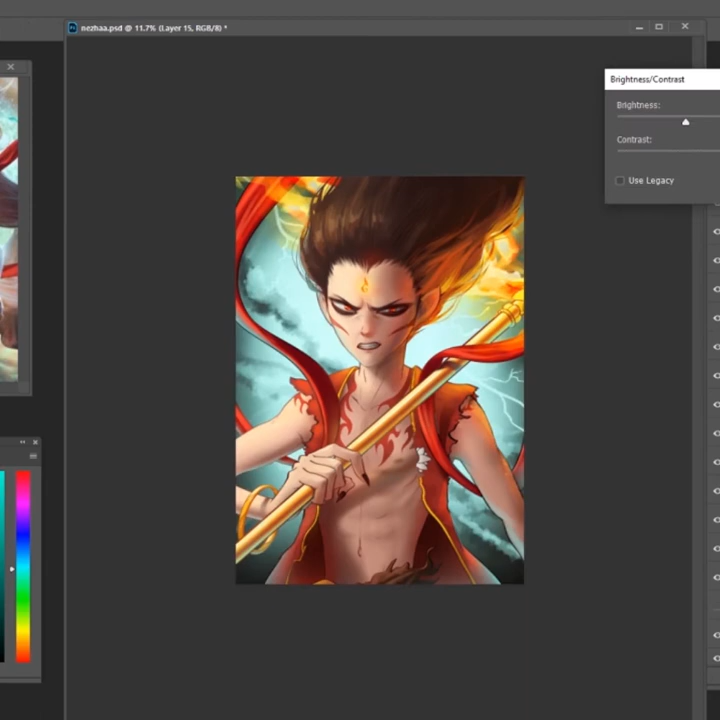 nezhaa.psd @ 11.7% (Layer 15, RGB/8) *
Brightness/Contrast
Brightness:
Contrast:
Use Legacy